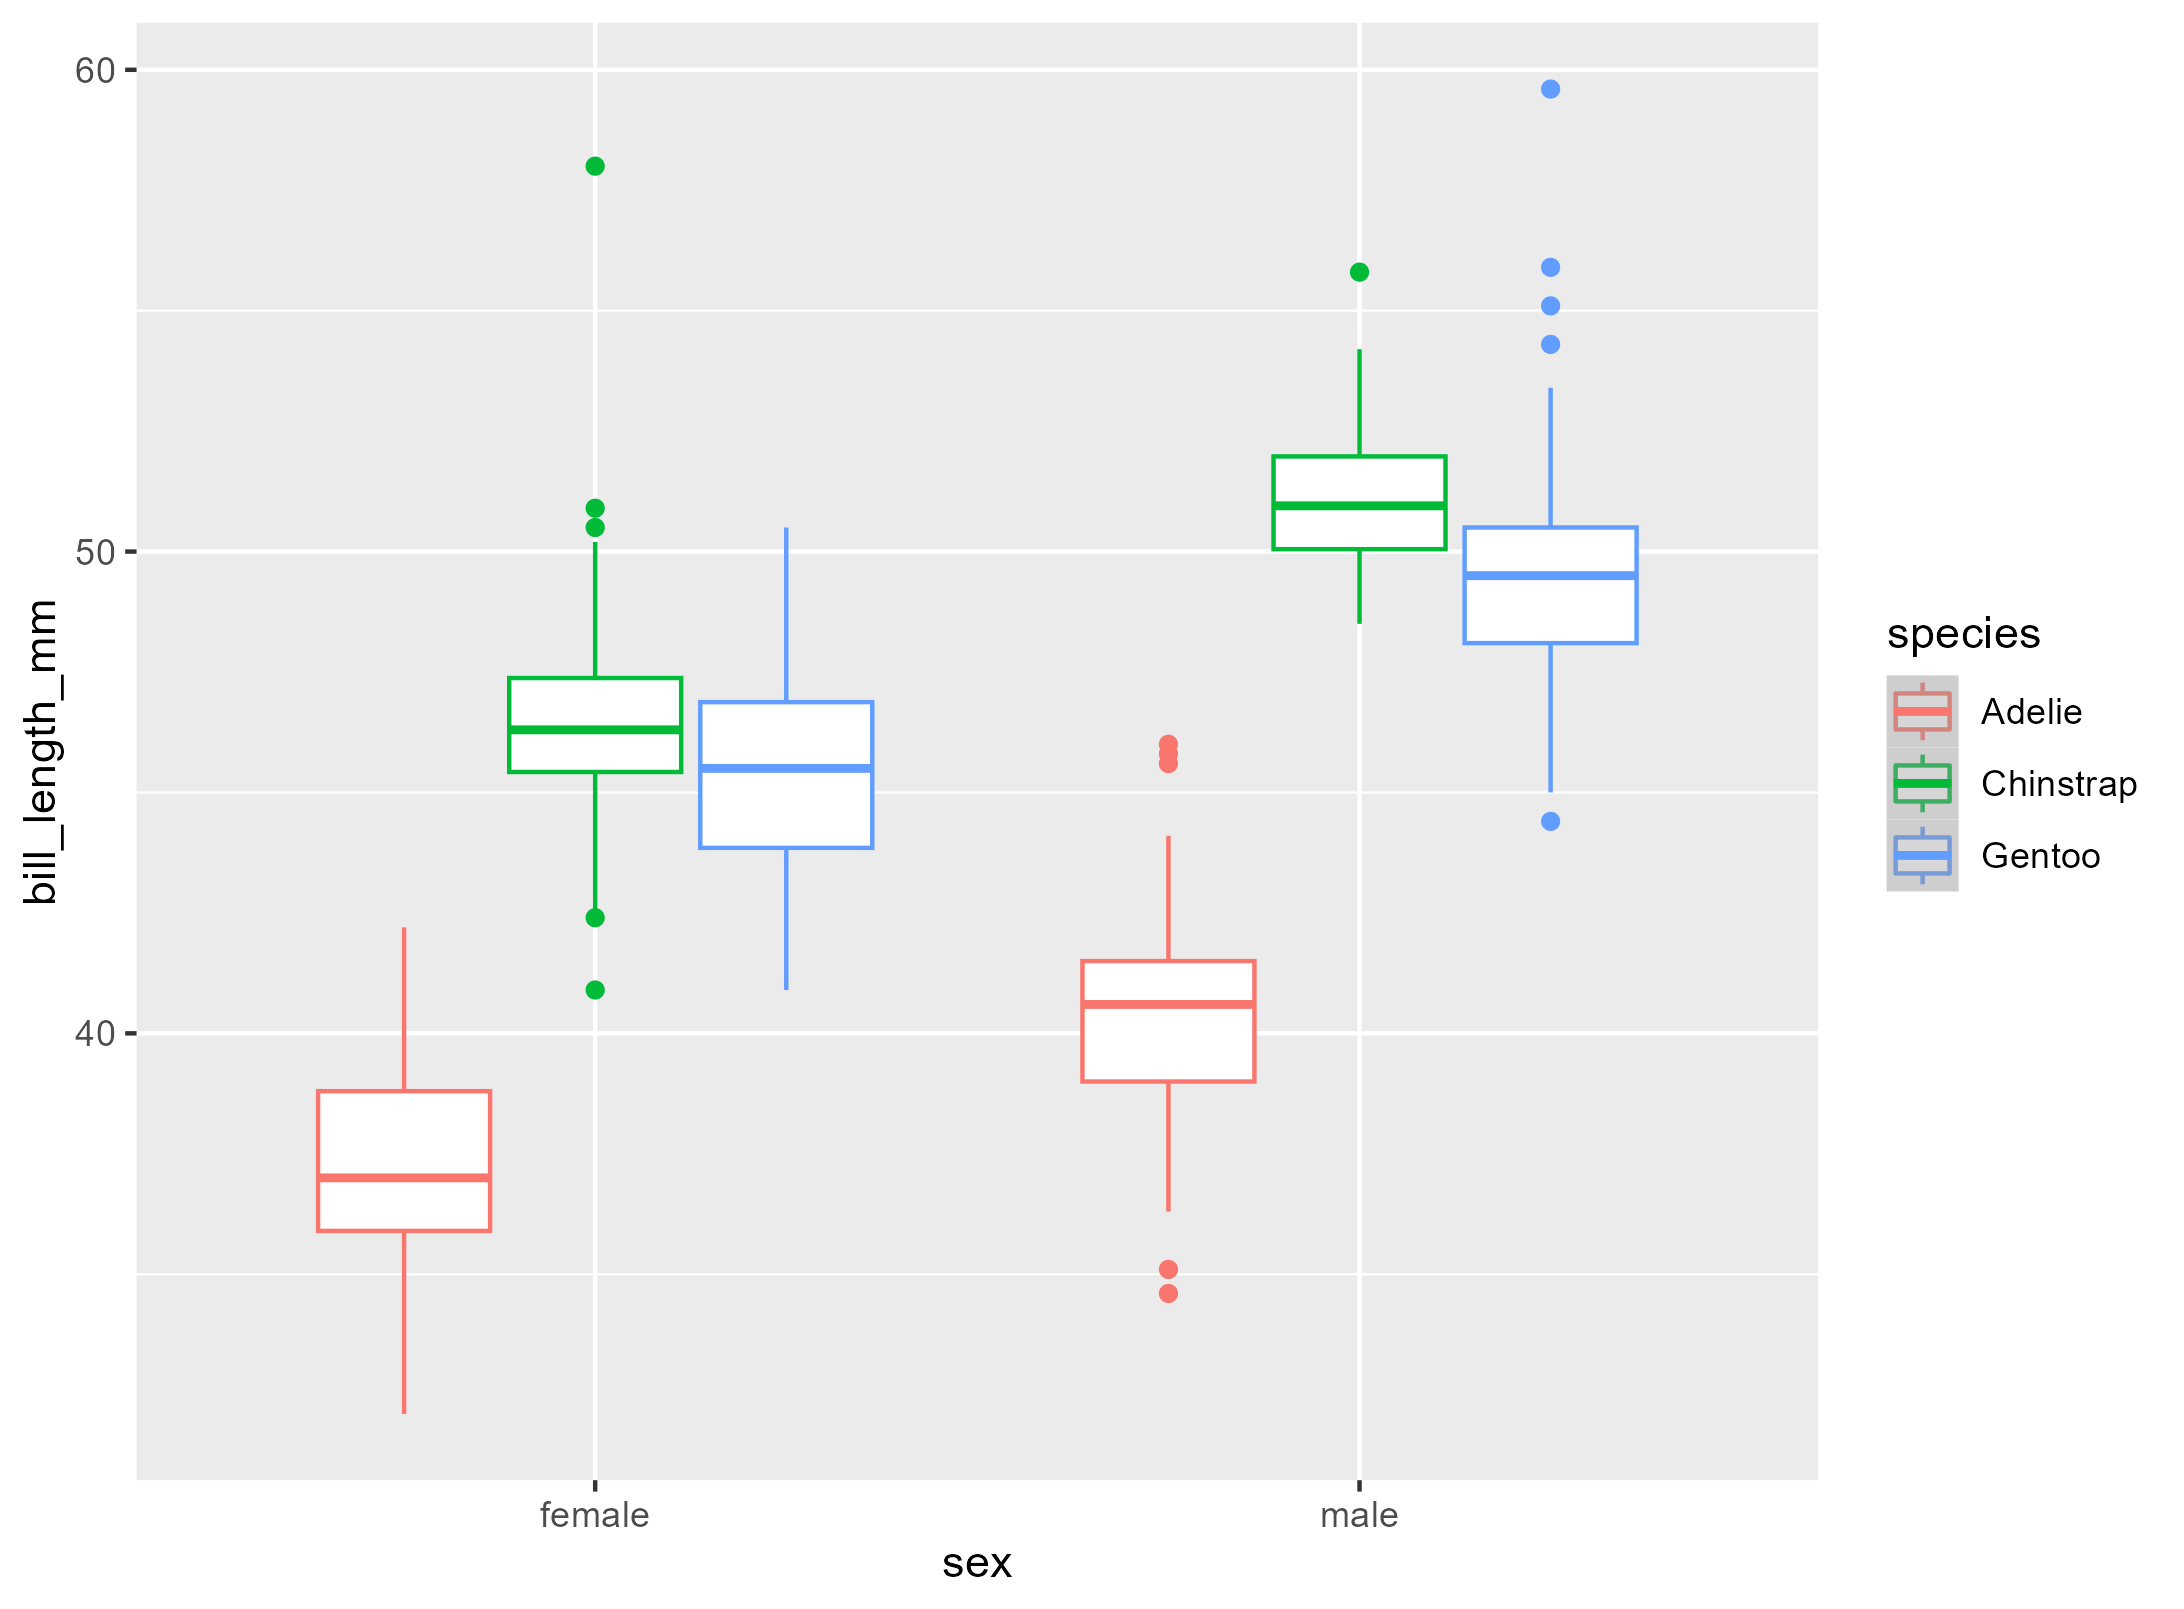 60
50
40
bill_length_mm
female
male
sex
species
Adelie
Chinstrap
Gentoo